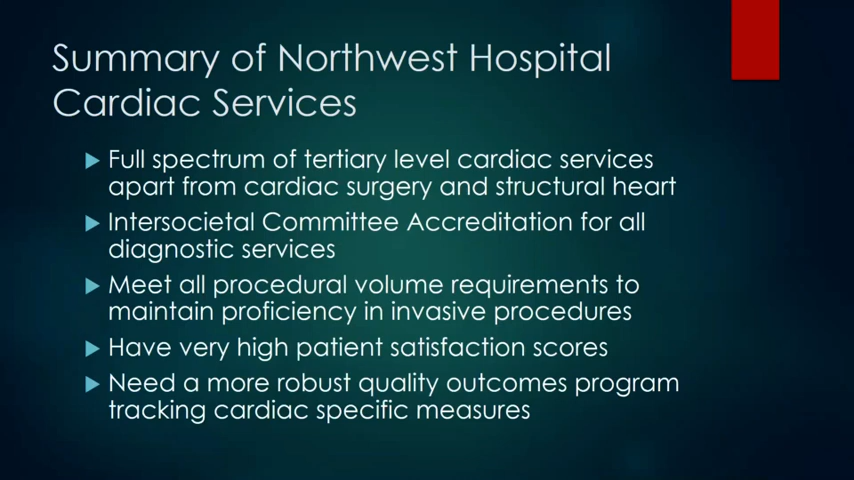 Summary of Northwest Hospital
Cardiac Services
Full spectrum of tertiary level cardiac services
apart from cardiac surgery and structural heart
Intersocietal Committee Accreditation for all
diagnostic services
Meet all procedural volume requirements to
maintain proficiency in invasive procedures
Have very high patient satisfaction scores
Need a more robust quality outcomes program
tracking cardiac specific measures